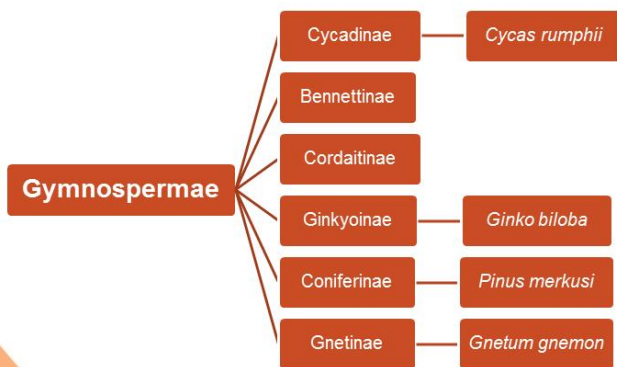 Gymnospermae
Cycadinae
Cycas rumphii
Bennettinae
Cordaitinae
Ginkyoinae
Ginko biloba
Coniferinae
Pinus merkusi
Gnetinae
Gnetum gnemon